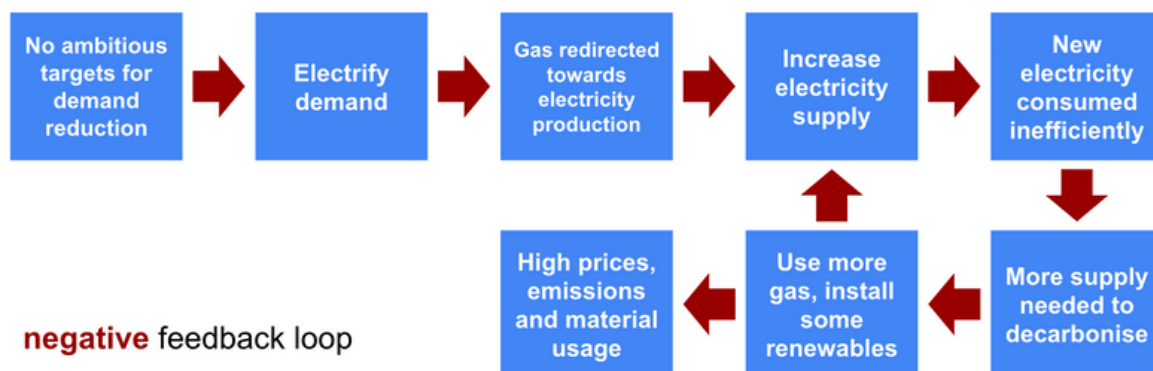 No ambitious
targets for
demand
reduction
Electrify
demand
Gas redirected
towards
electricity
production
Increase
electricity
supply
New
electricity
consumed
inefficiently
High prices,
emissions
and material
usage
Use more
gas, install
some
renewables
More supply
needed to
decarbonise
negative feedback loop